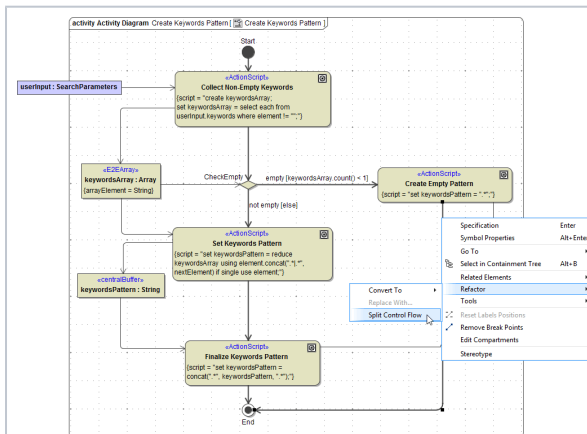 activity Activity Diagram Create Keywords Pattern [ Create Keywords Pattern ]
Start
userInput : SearchParameters
«ActionScript»
Collect Non-Empty Keywords
{script = "create keywordsArray;
set keywordsArray = select each from
userInput.keywords where element != "";"}
«E2EArray»
keywordsArray : Array
{arrayElement = String}
CheckEmpty
empty [keywordsArray.count() < 1]
«ActionScript»
Create Empty Pattern
{script = "set keywordsPattern = ".*";"}
not empty [else]
«ActionScript»
Set Keywords Pattern
{script = "set keywordsPattern = reduce
keywordsArray using element.concat(".*|.*",
nextElement) if single use element;"}
«centralBuffer»
keywordsPattern : String
«ActionScript»
Finalize Keywords Pattern
{script = "set keywordsPattern =
concat(".*", keywordsPattern, ".*");"}
End
Specification Enter
Symbol Properties Alt+Enter
Go To
Select in Containment Tree Alt+B
Related Elements
Refactor
Tools
Reset Labels Positions
Remove Break Points
Edit Compartments
Stereotype
Convert To
Replace With...
Split Control Flow